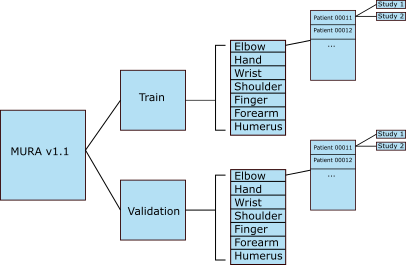 MURA v1.1
Train
Elbow
Hand
Wrist
Shoulder
Finger
Forearm
Humerus
Patient 00011
Patient 00012
...
Study 1
Study 2
Validation
Elbow
Hand
Wrist
Shoulder
Finger
Forearm
Humerus
Patient 00011
Patient 00012
...
Study 1
Study 2